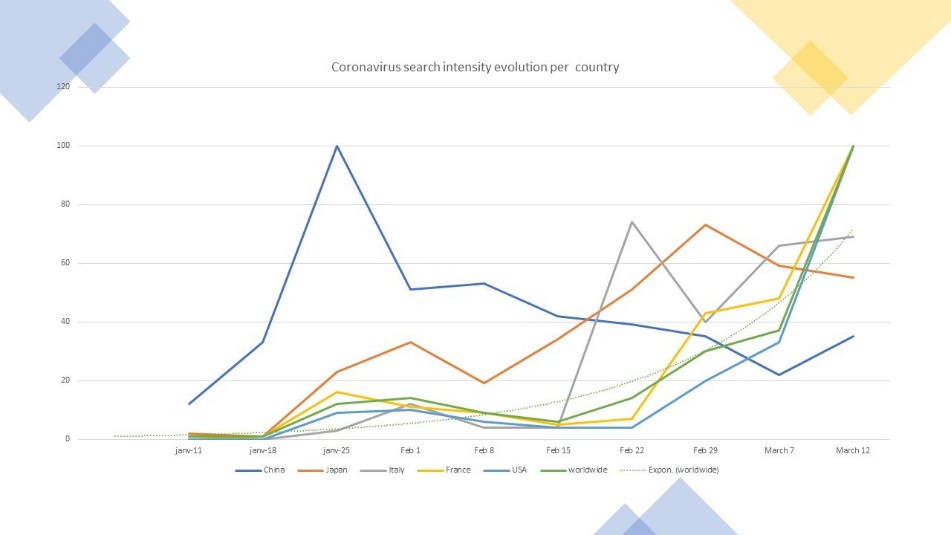 Coronavirus search intensity evolution per  country
120
100
80
60
40
20
0
janv-11 janv-18 janv-25 Feb 1 Feb 8 Feb 15 Feb 22 Feb 29 March 7 March 12
China Japan Italy France USA worldwide Expon. (worldwide)